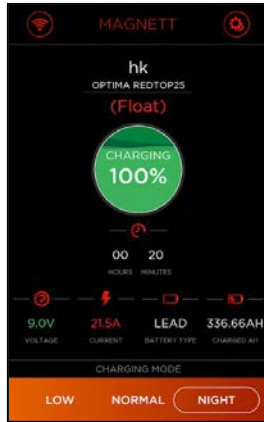 MAGNETT
hk
OPTIMA REDTOP25
(Float)
CHARGING
100%
00 20
HOURS MINUTES
9.0V 21.5A LEAD 336.66AH
VOLTAGE CURRENT BATTERY TYPE CHARGED AH
CHARGING MODE
LOW NORMAL NIGHT